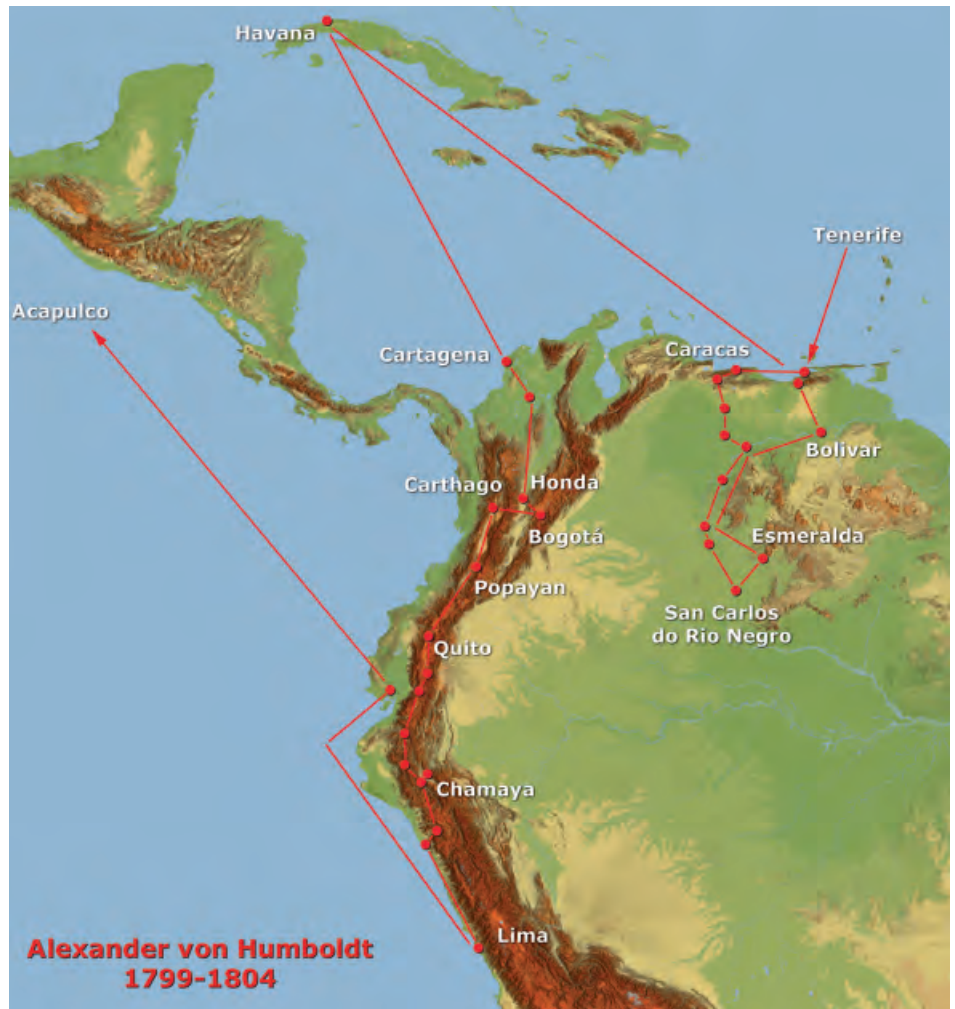 Havana
Tenerife
Acapulco
Cartagena
Caracas
Bolivar
Carthago
Honda
Bogotá
Esmeralda
Popayan
San Carlos
do Rio Negro
Quito
Chamaya
Lima
Alexander von Humboldt
1799-1804